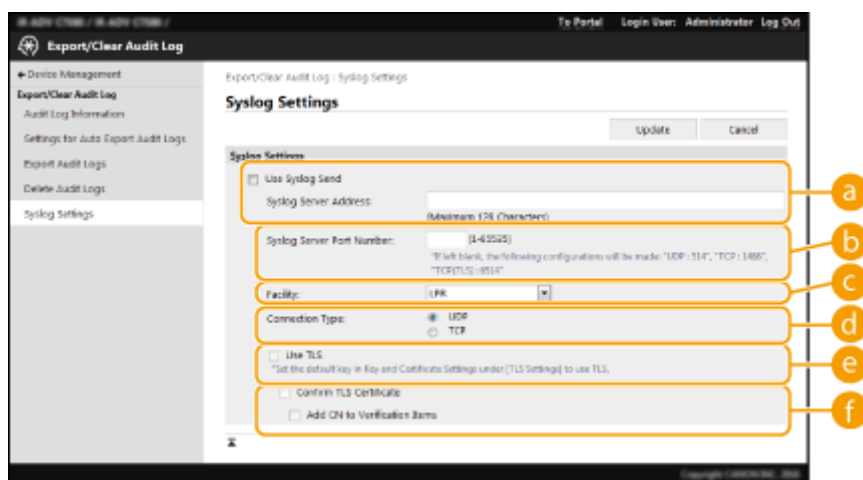 To Portal Login User: Administrator Log Out
Export/Clear Audit Log
Device Management
Export/Clear Audit Log : Syslog Settings
Export/Clear Audit Log
Audit Log Information
Settings for Auto Export Audit Logs
Export Audit Logs
Delete Audit Logs
Syslog Settings
Syslog Settings
Update Cancel
Syslog Settings
Use Syslog Send
Syslog Server Address:
(Maximum 128 Characters)
a
Syslog Server Port Number: (1-65535)
"If left blank, the following configurations will be made: "UDP : 514", "TCP : 1468",
"TCP(TLS) : 6514"
b
Facility: LPR
c
Connection Type: UDP
TCP
d
Use TLS
*Set the default key in Key and Certificate Settings under [TLS Settings] to use TLS.
e
Confirm TLS Certificate
Add CN to Verification Items
f
Copyright CANON INC.